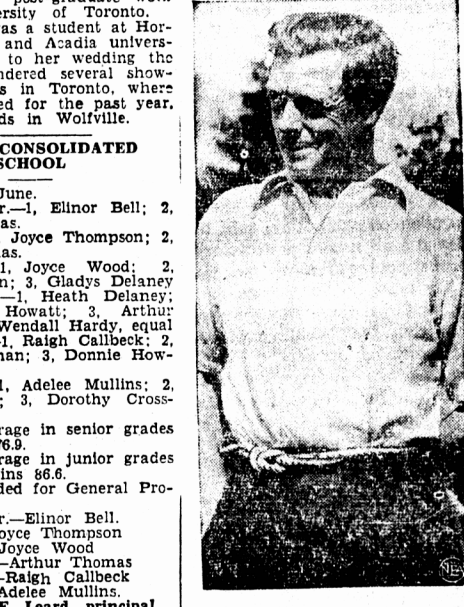 post graduate work
ersity of Toronto.
as a student at Hor-
and Acadia univers-
to her wedding the
ndered several show-
s in Toronto, where
ed for the past year.
ds in Wolfville.
CONSOLIDATED
SCHOOL
June.
r.—1, Elinor Bell; 2,
as.
Joyce Thompson; 2,
as.
1, Joyce Wood; 2,
n; 3, Gladys Delaney
—1, Heath Delaney;
Howatt; 3, Arthur
Wendall Hardy, equal
-1, Raigh Callbeck; 2,
nan; 3, Donnie How-
1, Adelee Mullins; 2,
; 3, Dorothy Cross-
rage in senior grades
76.9.
rage in junior grades
ins 86.6.
ded for General Pro-
r.—Elinor Bell.
oyce Thompson
Joyce Wood
—Arthur Thomas
-Raigh Callbeck
Adelee Mullins.
F. Leard, principal